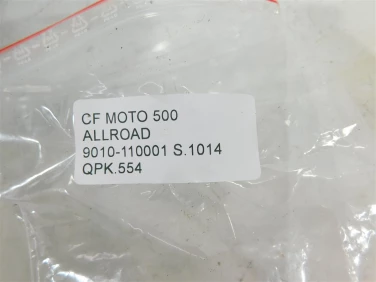 CF MOTO 500
ALLROAD
9010-110001 S.1014
QPK.554